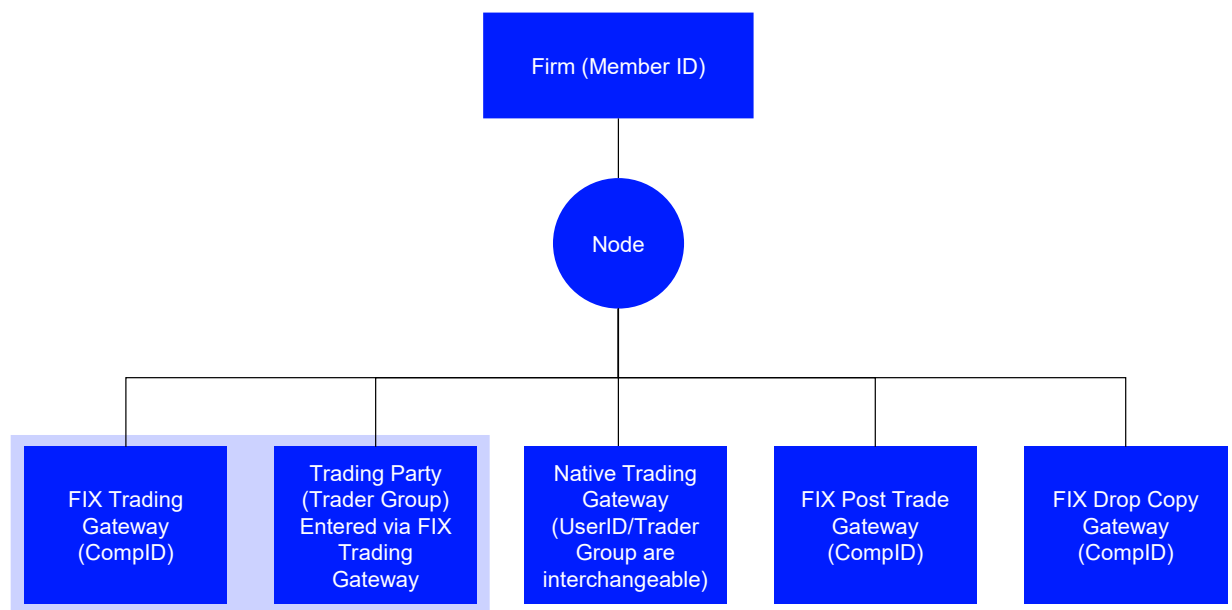 Firm (Member ID)
Node
FIX Trading
Gateway
(CompID)
Trading Party
(Trader Group)
Entered via FIX
Trading
Gateway
Native Trading
Gateway
(UserID/Trader
Group are
interchangeable)
FIX Post Trade
Gateway
(CompID)
FIX Drop Copy
Gateway
(CompID)